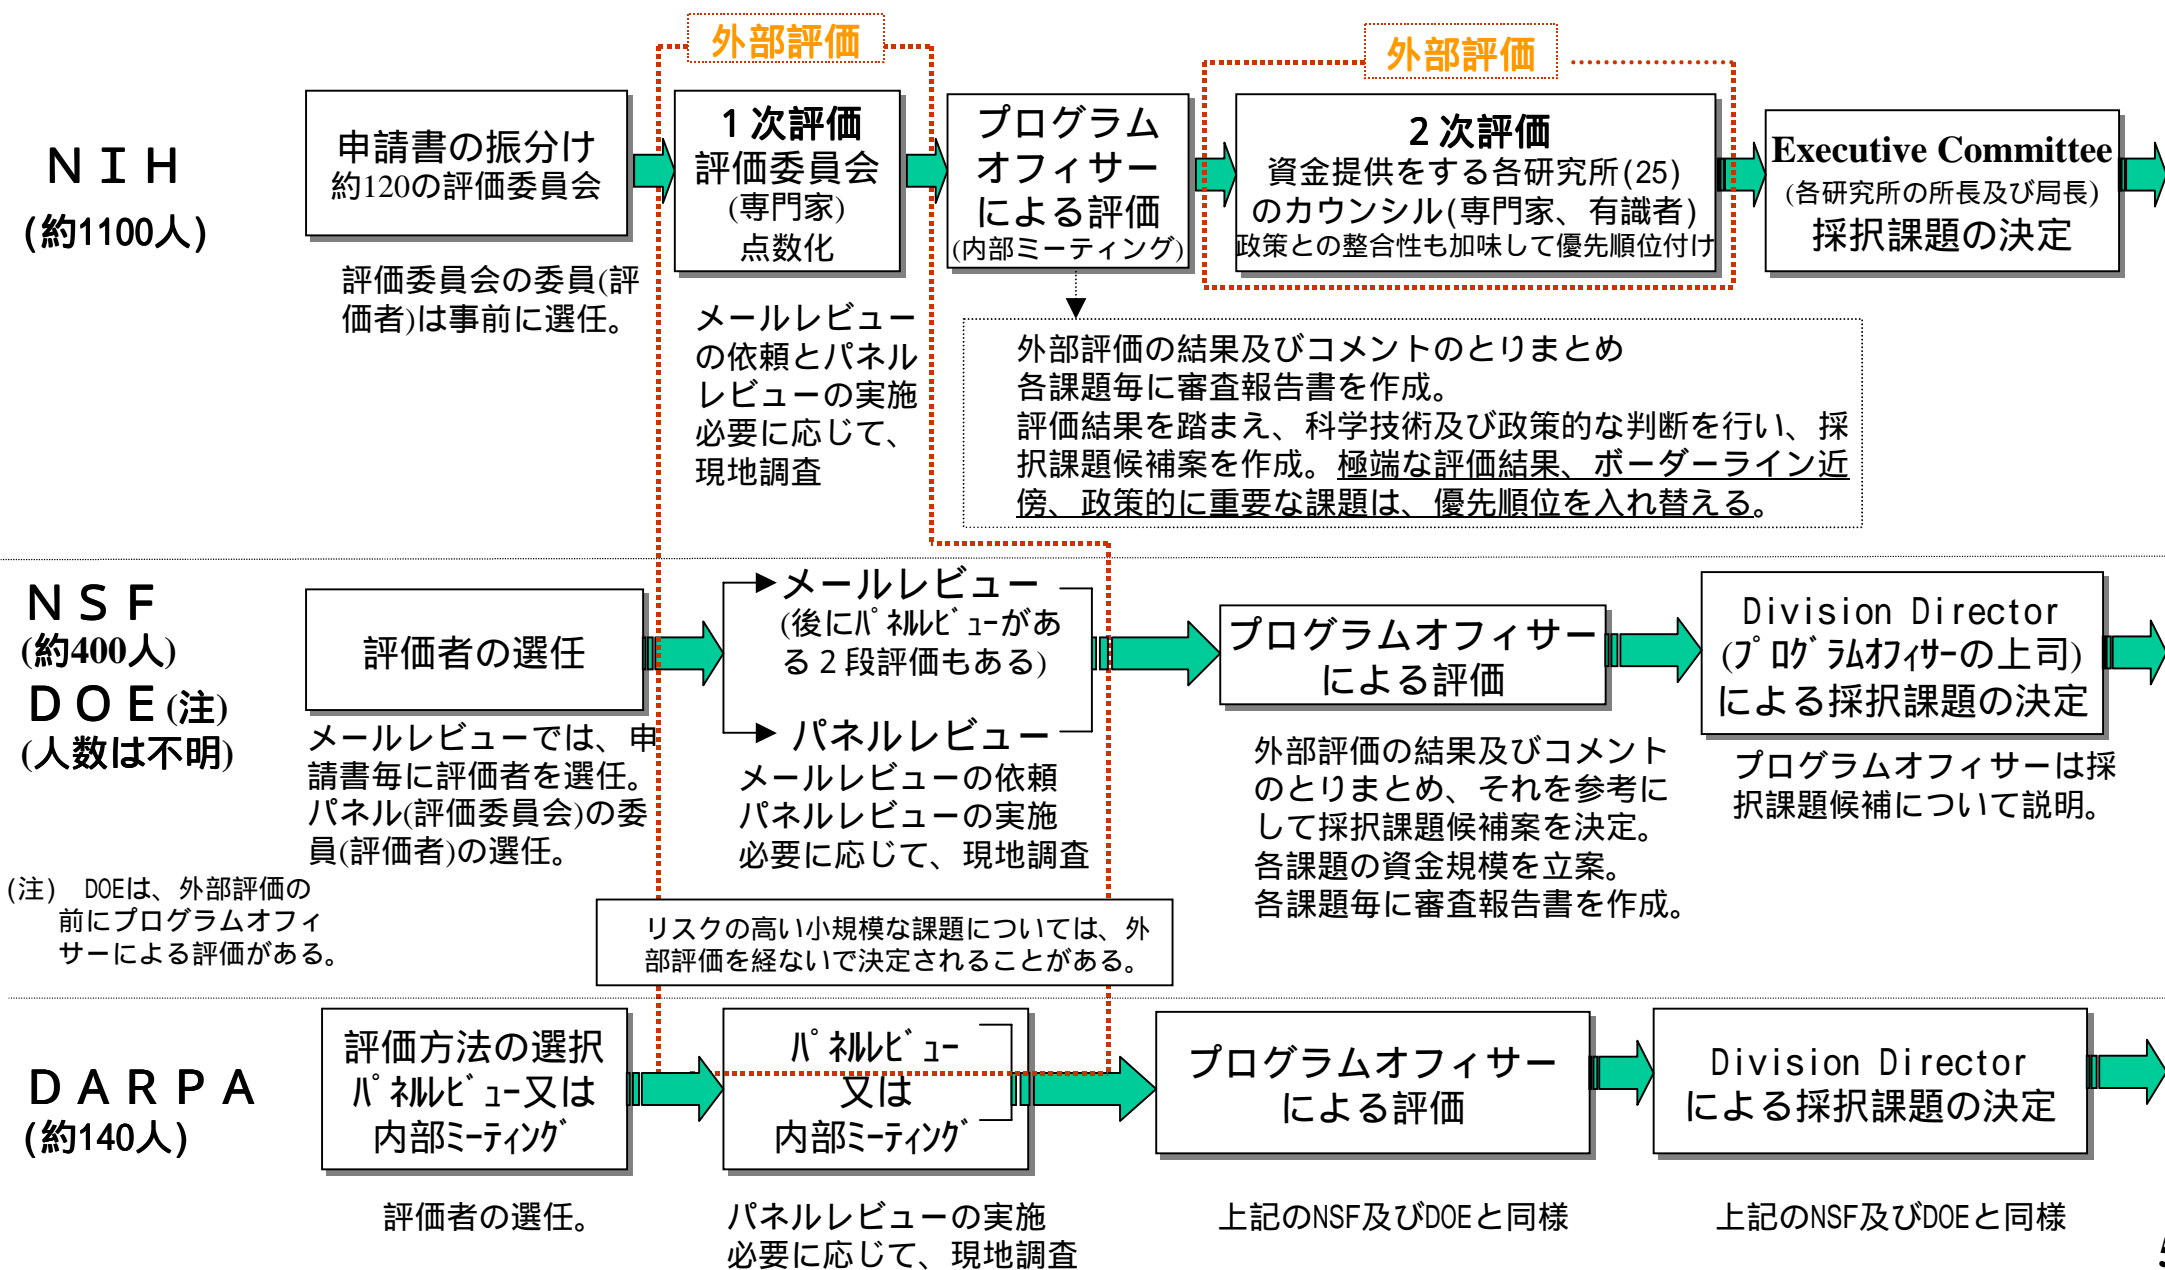 外部評価
外部評価
ＮＩＨ
(約1100人)
申請書の振分け
約120の評価委員会
評価委員会の委員(評
価者)は事前に選任。
１次評価
評価委員会
(専門家)
点数化
メールレビュー
の依頼とパネル
レビューの実施
必要に応じて、
現地調査
プログラム
オフィサー
による評価
(内部ミーティング)
２次評価
資金提供をする各研究所(25)
のカウンシル(専門家、有識者)
政策との整合性も加味して優先順位付け
Executive Committee
(各研究所の所長及び局長)
採択課題の決定
外部評価の結果及びコメントのとりまとめ
各課題毎に審査報告書を作成。
評価結果を踏まえ、科学技術及び政策的な判断を行い、採
択課題候補案を作成。極端な評価結果、ボーダーライン近
傍、政策的に重要な課題は、優先順位を入れ替える。
ＮＳＦ
(約400人)
ＤＯＥ(注)
(人数は不明)
評価者の選任
メールレビューでは、申
請書毎に評価者を選任。
パネル(評価委員会)の委
員(評価者)の選任。
(注)　DOEは、外部評価の
前にプログラムオフィ
サーによる評価がある。
メールレビュー
(後にﾊﾟﾈﾙﾚﾋﾞｭｰがあ
る２段評価もある)
パネルレビュー
メールレビューの依頼
パネルレビューの実施
必要に応じて、現地調査
プログラムオフィサー
による評価
外部評価の結果及びコメント
のとりまとめ、それを参考に
して採択課題候補案を決定。
各課題の資金規模を立案。
各課題毎に審査報告書を作成。
Division Director
(ﾌﾟﾛｸﾞﾗﾑｵﾌｨｻｰの上司)
による採択課題の決定
プログラムオフィサーは採
択課題候補について説明。
リスクの高い小規模な課題については、外
部評価を経ないで決定されることがある。
ＤＡＲＰＡ
(約140人)
評価方法の選択
ﾊﾟﾈﾙﾚﾋﾞｭｰ又は
内部ﾐｰﾃｨﾝｸﾞ
評価者の選任。
ﾊﾟﾈﾙﾚﾋﾞｭｰ
又は
内部ﾐｰﾃｨﾝｸﾞ
パネルレビューの実施
必要に応じて、現地調査
プログラムオフィサー
による評価
上記のNSF及びDOEと同様
Division Director
による採択課題の決定
上記のNSF及びDOEと同様